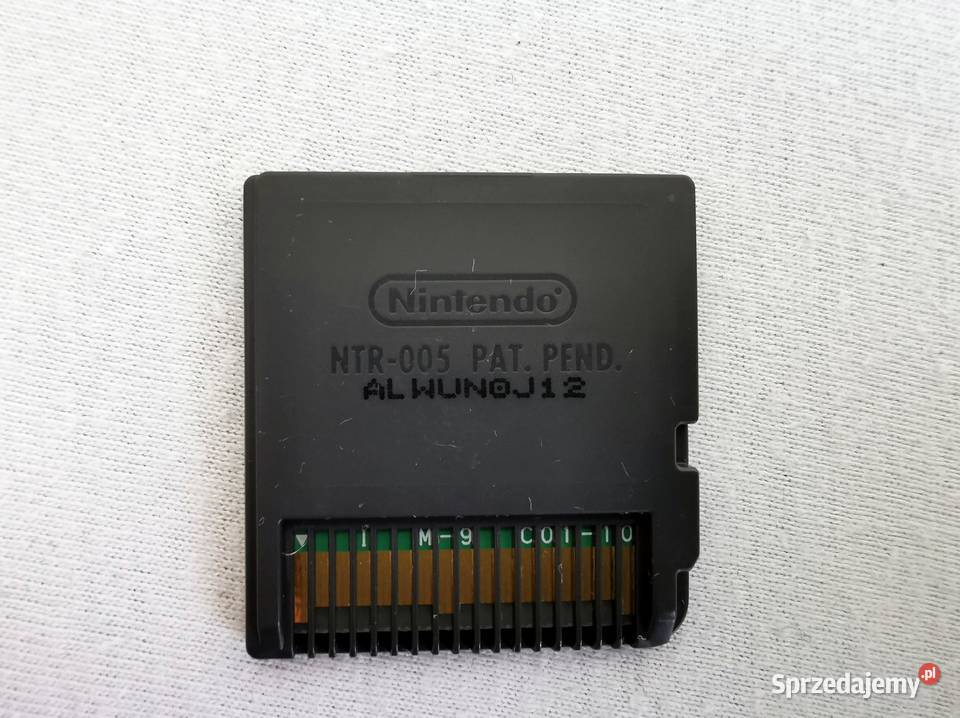 Nintendo®
NTR-005 PAT. PEND.
ALWUN0J12
▼ I M-9 C01-10
Sprzedajemy.pl